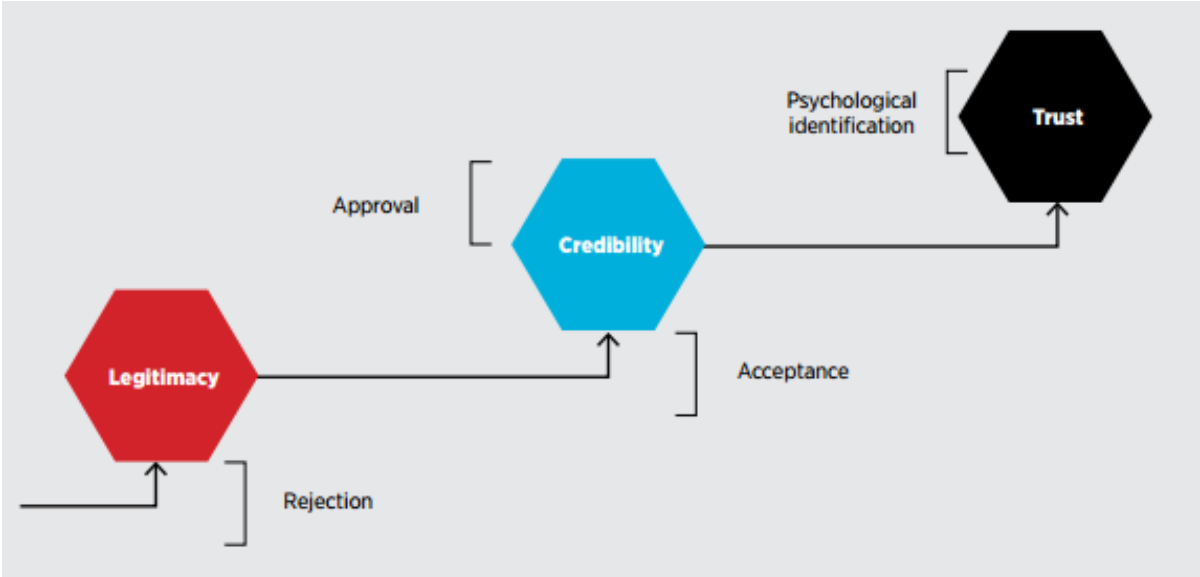 Psychological
identification
Trust
Approval
Credibility
Legitimacy
Acceptance
Rejection